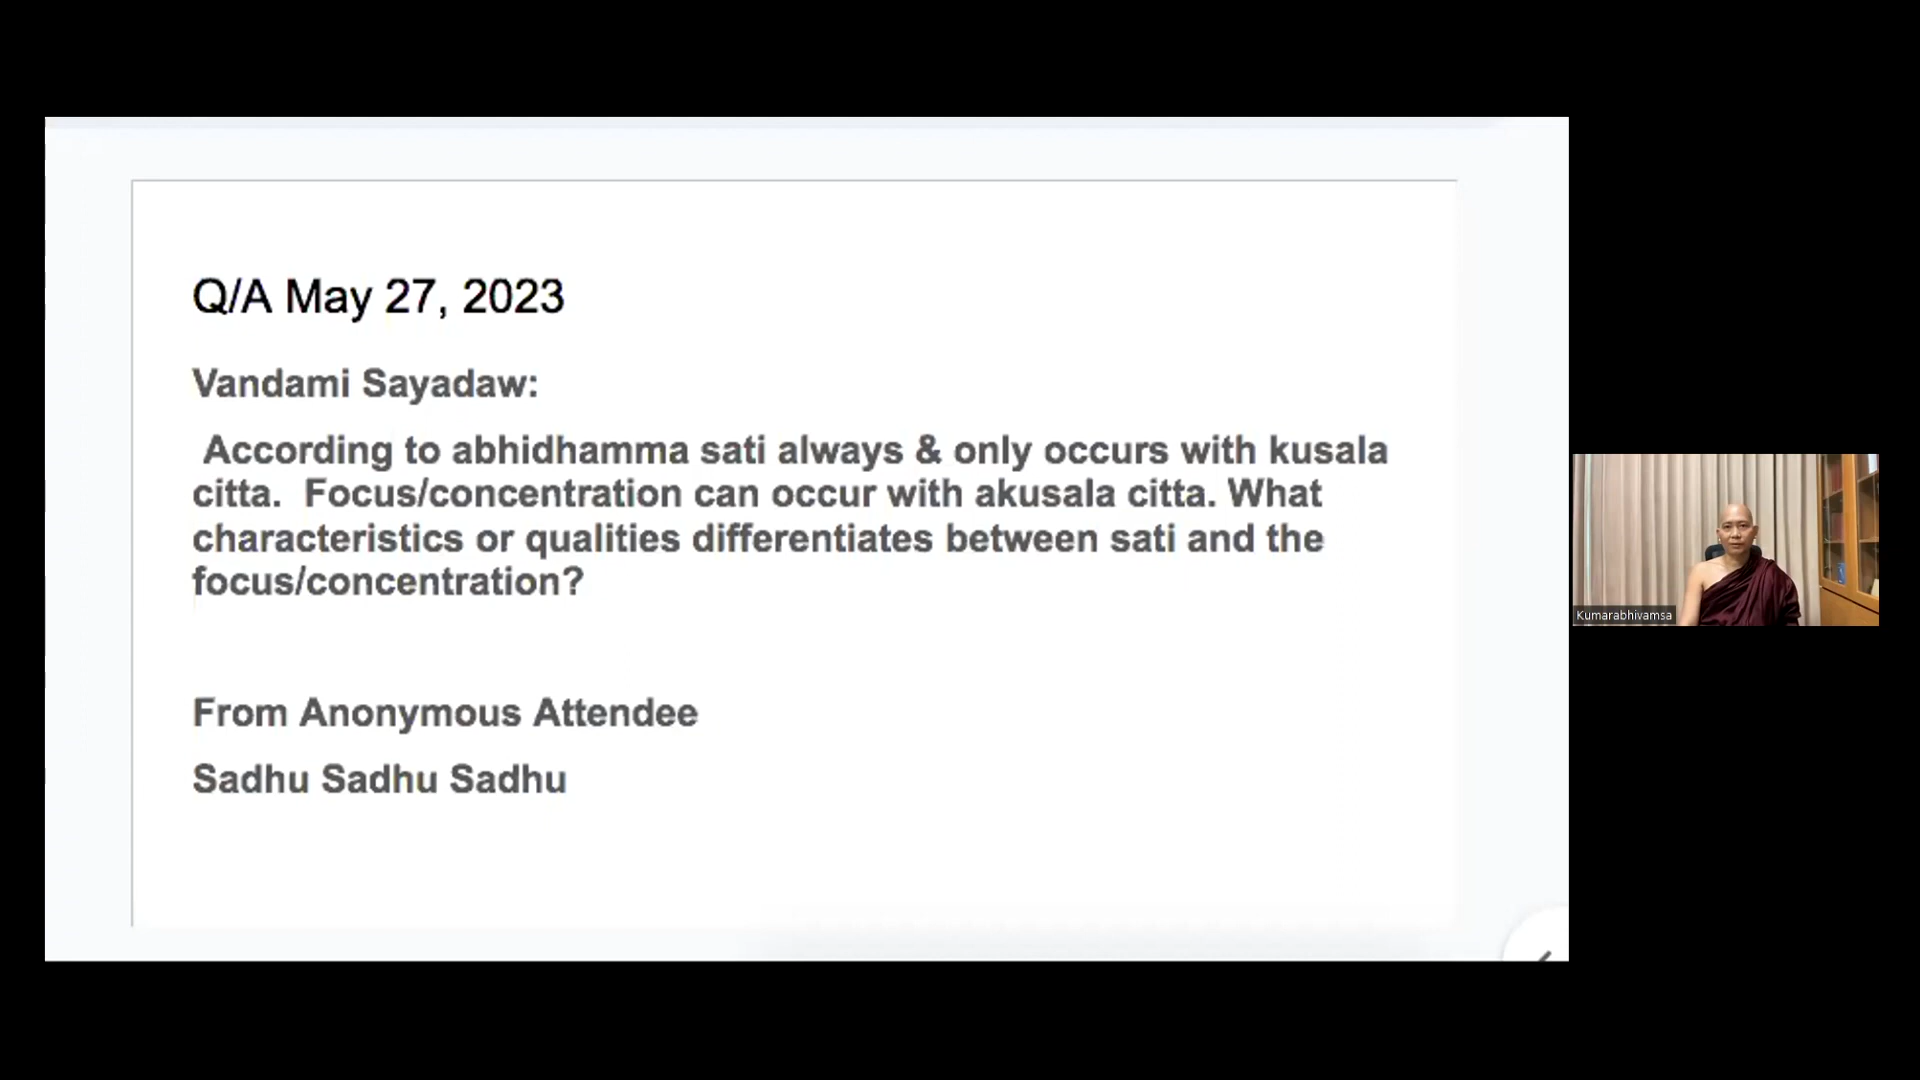 Q/A May 27, 2023
Vandami Sayadaw:
According to abhidhamma sati always & only occurs with kusala
citta.  Focus/concentration can occur with akusala citta. What
characteristics or qualities differentiates between sati and the
focus/concentration?
From Anonymous Attendee
Sadhu Sadhu Sadhu
Kumarabhivamsa